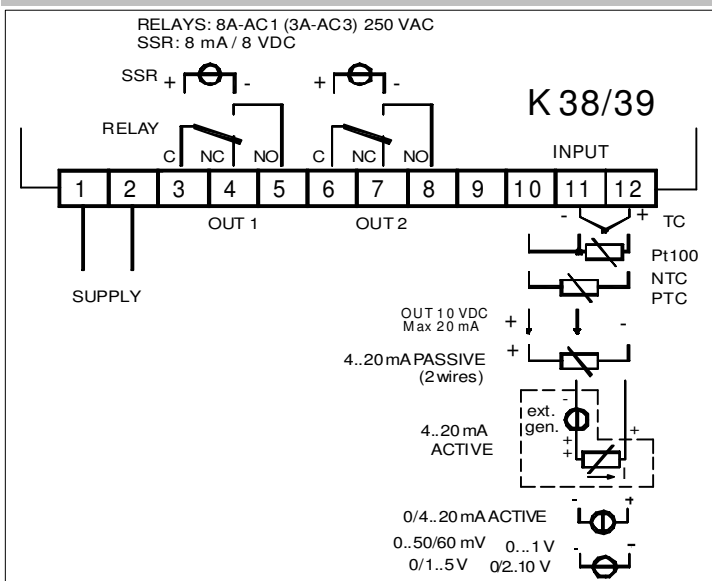 RELAYS: 8A-AC1 (3A-AC3) 250 VAC
SSR: 8 mA / 8 VDC
SSR + - + -
K 38/39
RELAY
C NC NO C NC NO INPUT
1 2 3 4 5 6 7 8 9 10 11 12
OUT 1 OUT 2 - + TC
Pt100
SUPPLY NTC
PTC
OUT 10 VDC
Max 20 mA + -
4..20 mA PASSIVE +
(2 wires)
-
ext.
gen.
4..20 mA + +
ACTIVE +
I
- +
0/4..20 mA ACTIVE
0..50/60 mV 0...1 V - -
0/1..5 V 0/2..10 V